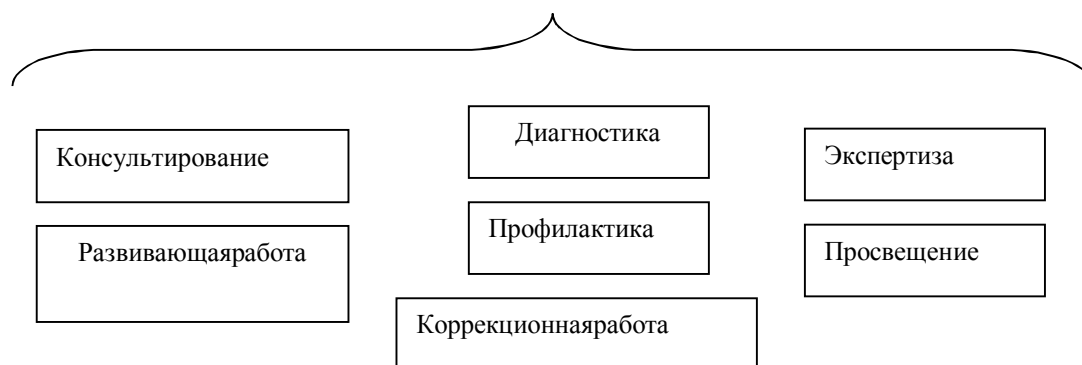 Диагностика
Консультирование
Экспертиза
Профилактика
Развивающаяработа
Просвещение
Коррекционнаяработа